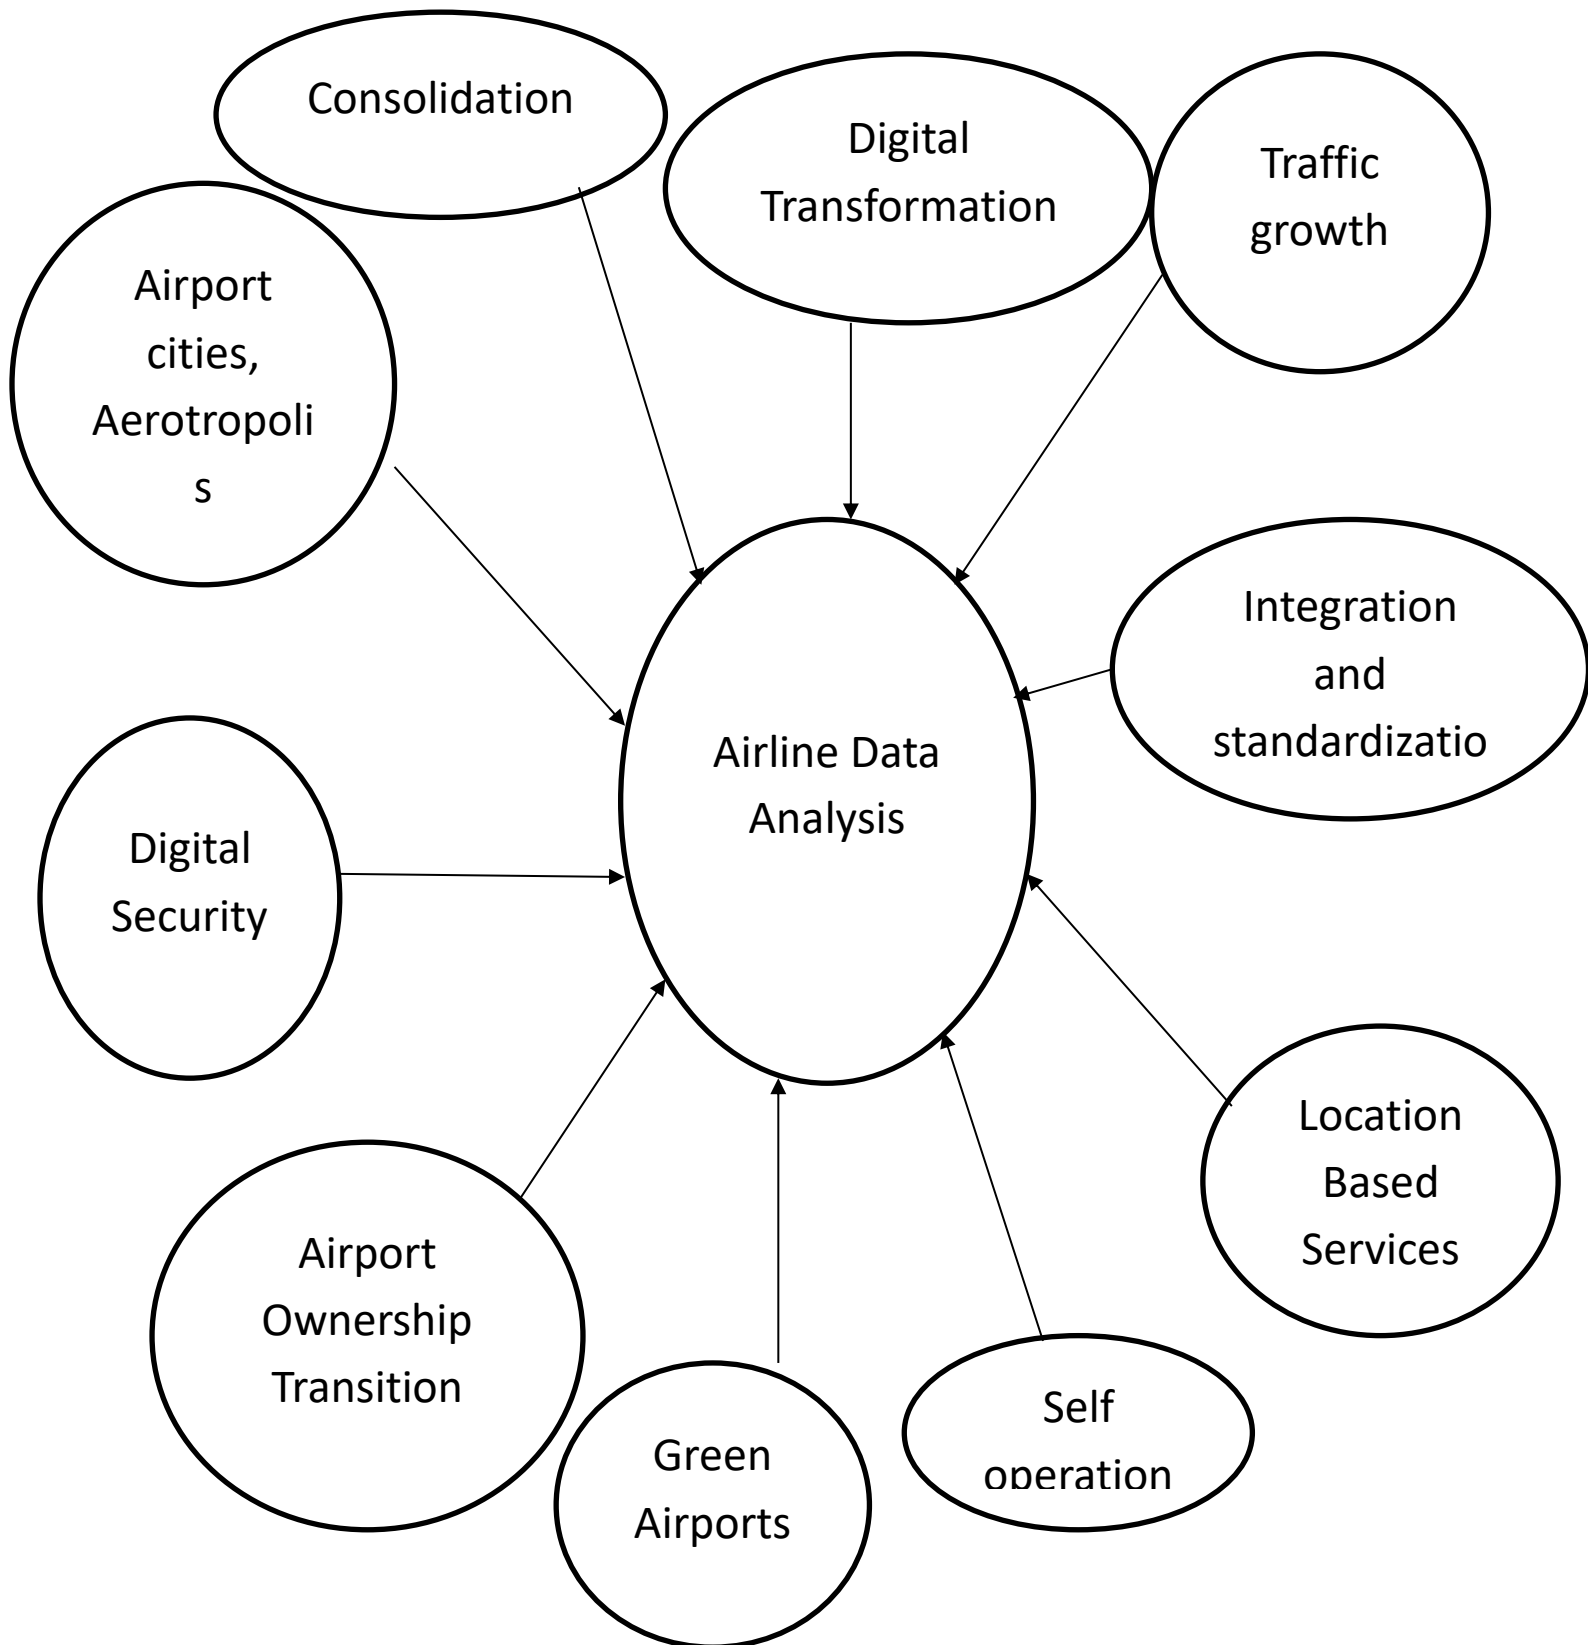 Consolidation
Digital
Transformation
Traffic
growth
Airport
cities,
Aerotropoli
s
Integration
and
standardizatio
Airline Data
Analysis
Digital
Security
Location
Based
Services
Airport
Ownership
Transition
Self
operation
Green
Airports